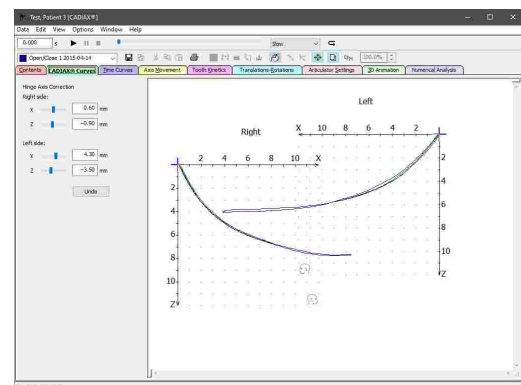 Test, Patient 3 [CADIAX®]
Data Edit View Options Window Help
0.000 s Slow
Open/Close 1 2015-04-14 100.0%
Contents CADIAX® Curves Time Curves Axis Movement Tooth Kinetics Translations-Rotations Articulator Settings 3D Animation Numerical Analysis
Hinge Axis Correction
Right side:
X 0.60 mm
Z -0.90 mm
Left side:
X 4.30 mm
Z -3.50 mm
Undo
Left
Right
X 10 8 6 4 2
2 4 6 8 10 X
2
4
6
8
10
Z
2
4
6
8
10
Z